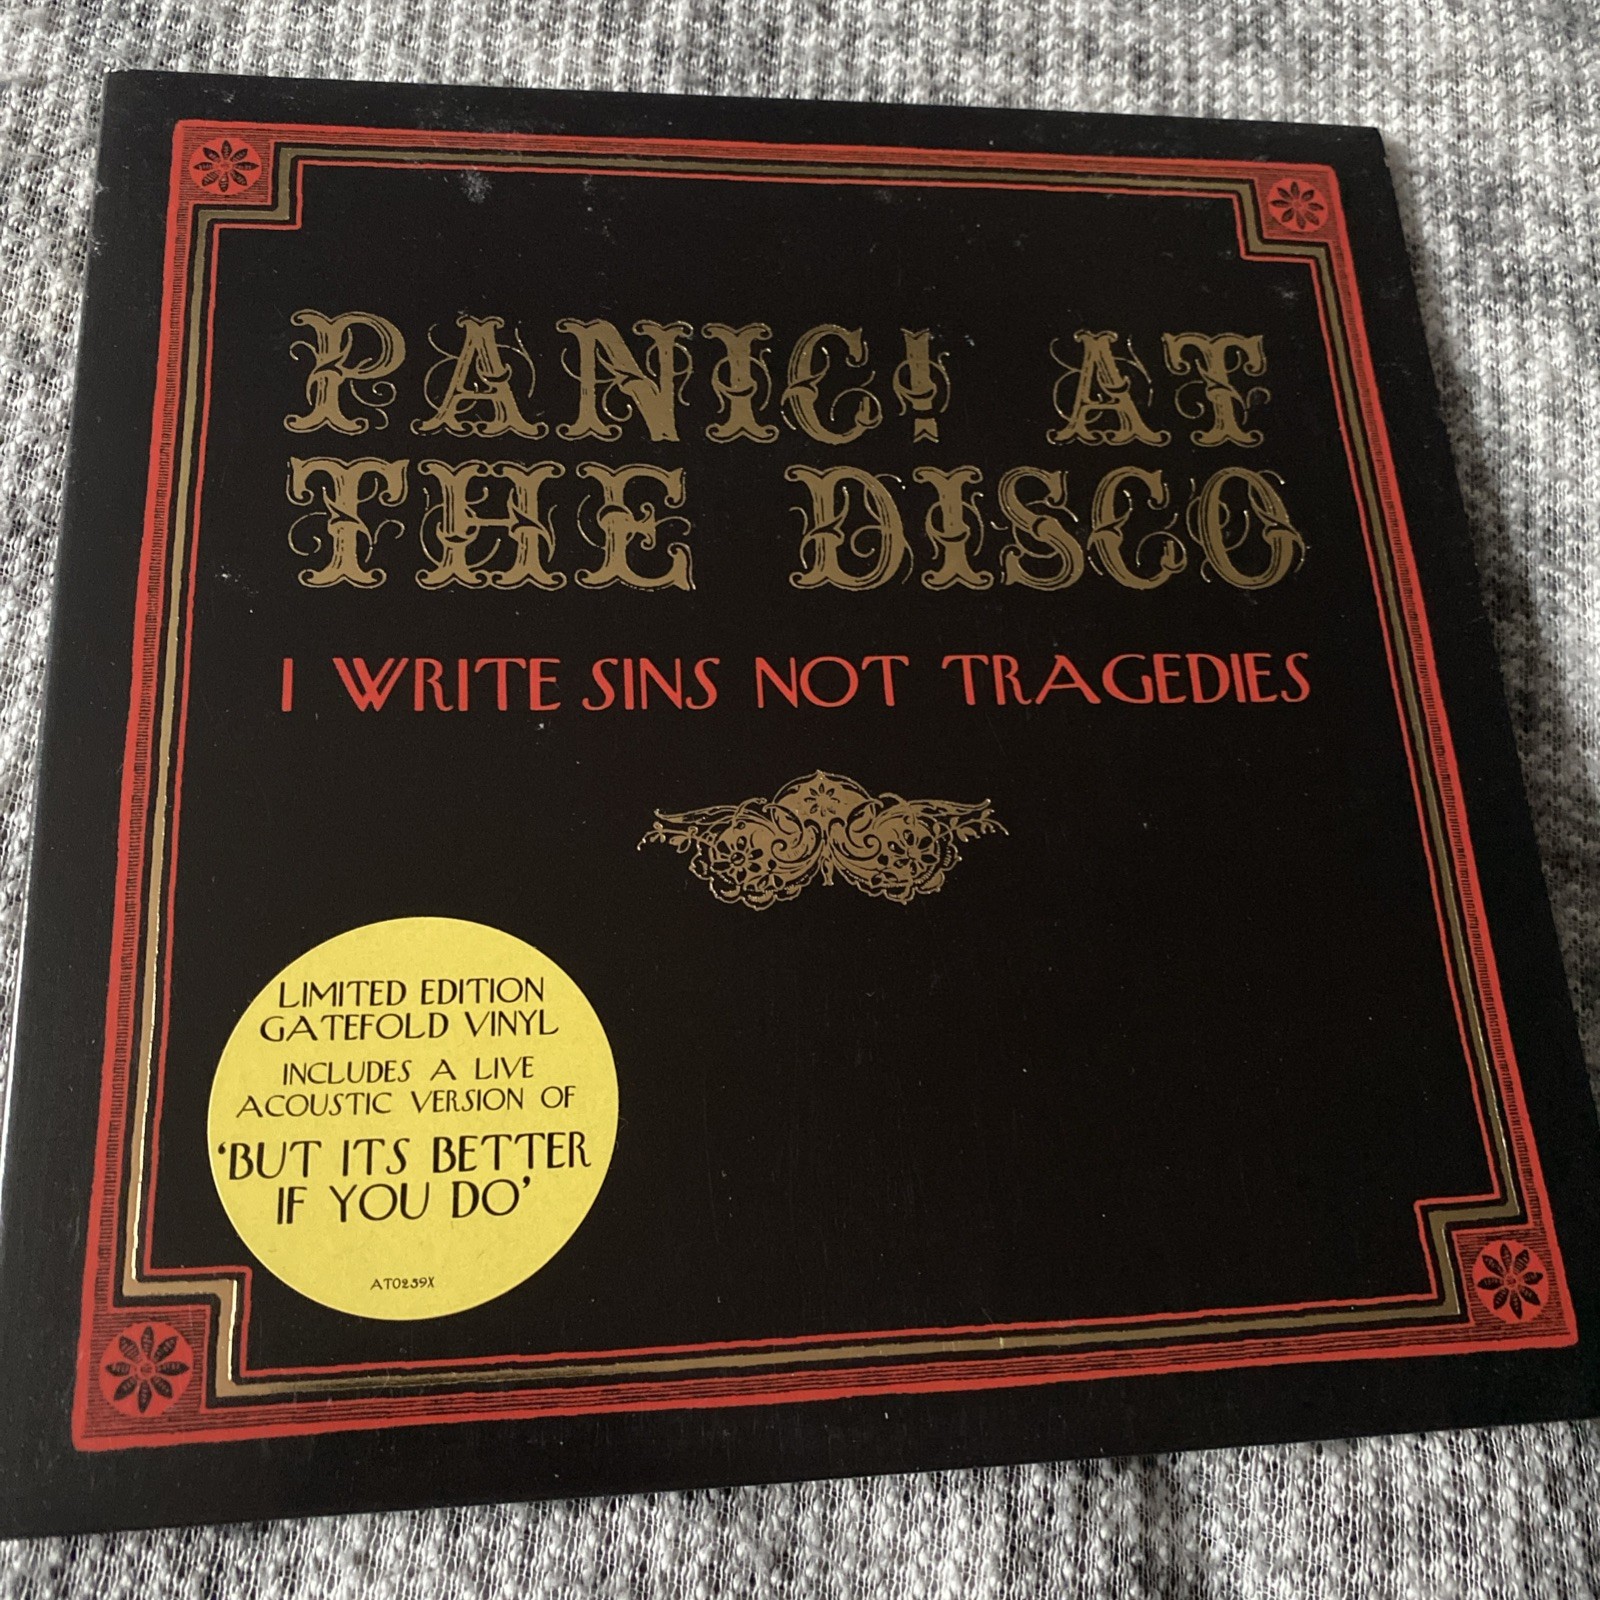 PANIC! AT
THE DISCO
I WRITE SINS NOT TRAGEDIES
LIMITED EDITION
GATEFOLD VINYL
INCLUDES A LIVE
ACOUSTIC VERSION OF
'BUT ITS BETTER
IF YOU DO'
AT0259X